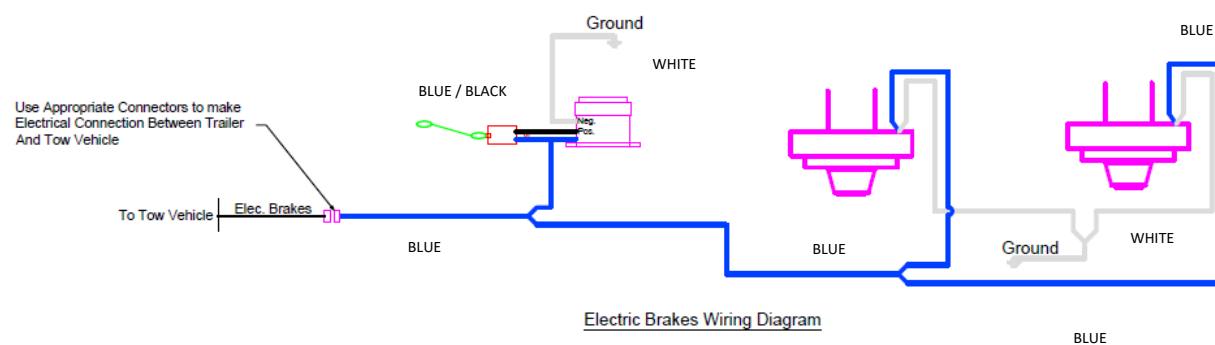 Ground
BLUE
WHITE
BLUE / BLACK
Use Appropriate Connectors to make
Electrical Connection Between Trailer
And Tow Vehicle
Neg.
Pos.
To Tow Vehicle
Elec. Brakes
BLUE
BLUE
Ground
WHITE
Electric Brakes Wiring Diagram
BLUE